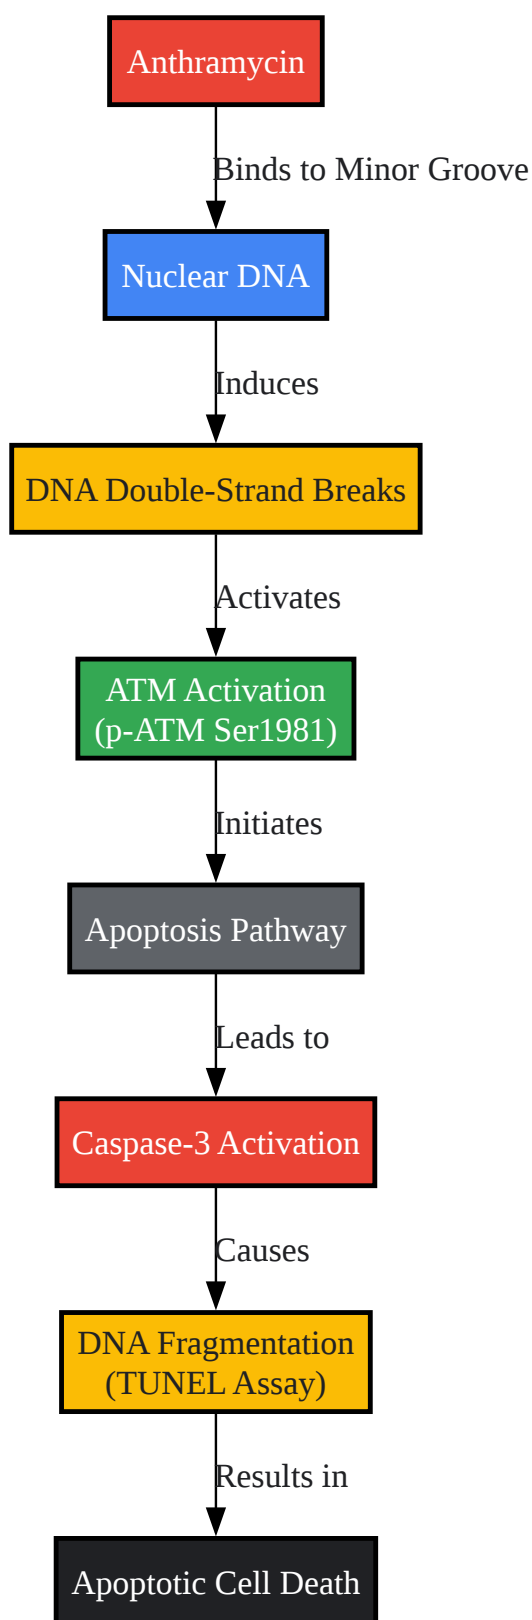 Anthramycin
Binds to Minor Groove
Nuclear DNA
Induces
DNA Double-Strand Breaks
Activates
ATM Activation
(p-ATM Ser1981)
Initiates
Apoptosis Pathway
Leads to
Caspase-3 Activation
Causes
DNA Fragmentation
(TUNEL Assay)
Results in
Apoptotic Cell Death